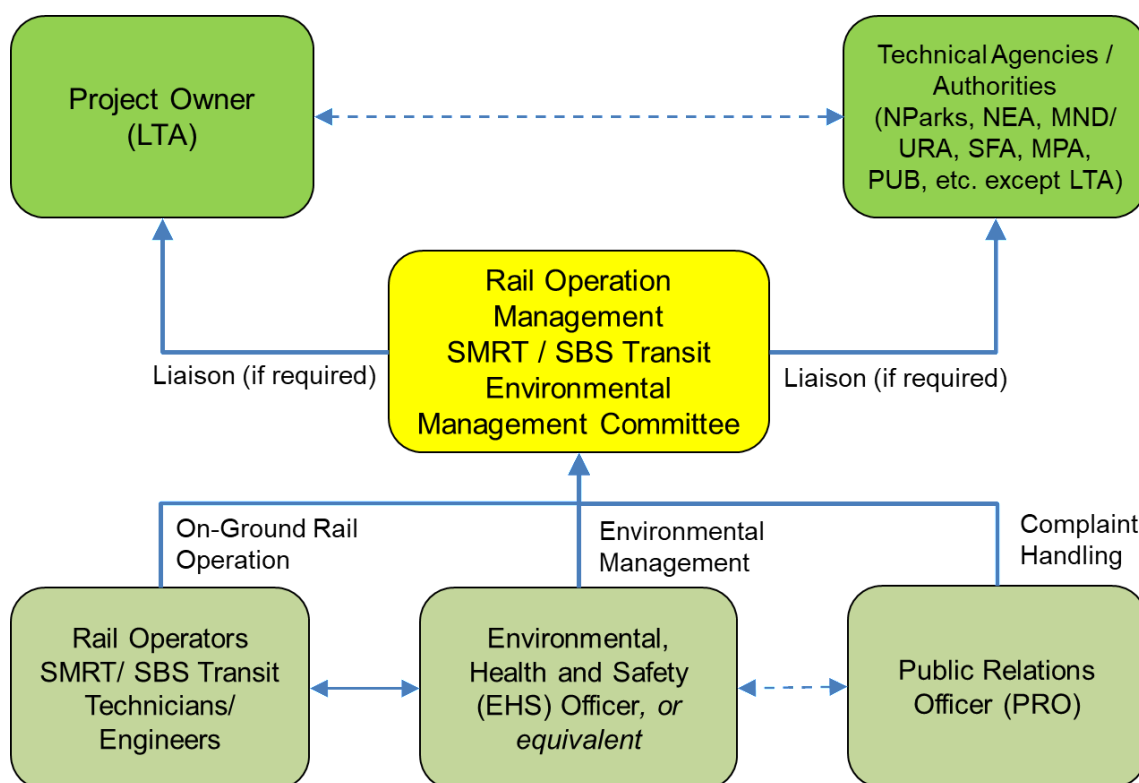 Project Owner
(LTA)
Technical Agencies /
Authorities
(NParks, NEA, MND/
URA, SFA, MPA,
PUB, etc. except LTA)
Rail Operation
Management
SMRT / SBS Transit
Environmental
Management Committee
Liaison (if required)
Liaison (if required)
On-Ground Rail
Operation
Environmental
Management
Complaint
Handling
Rail Operators
SMRT/ SBS Transit
Technicians/
Engineers
Environmental,
Health and Safety
(EHS) Officer, or
equivalent
Public Relations
Officer (PRO)